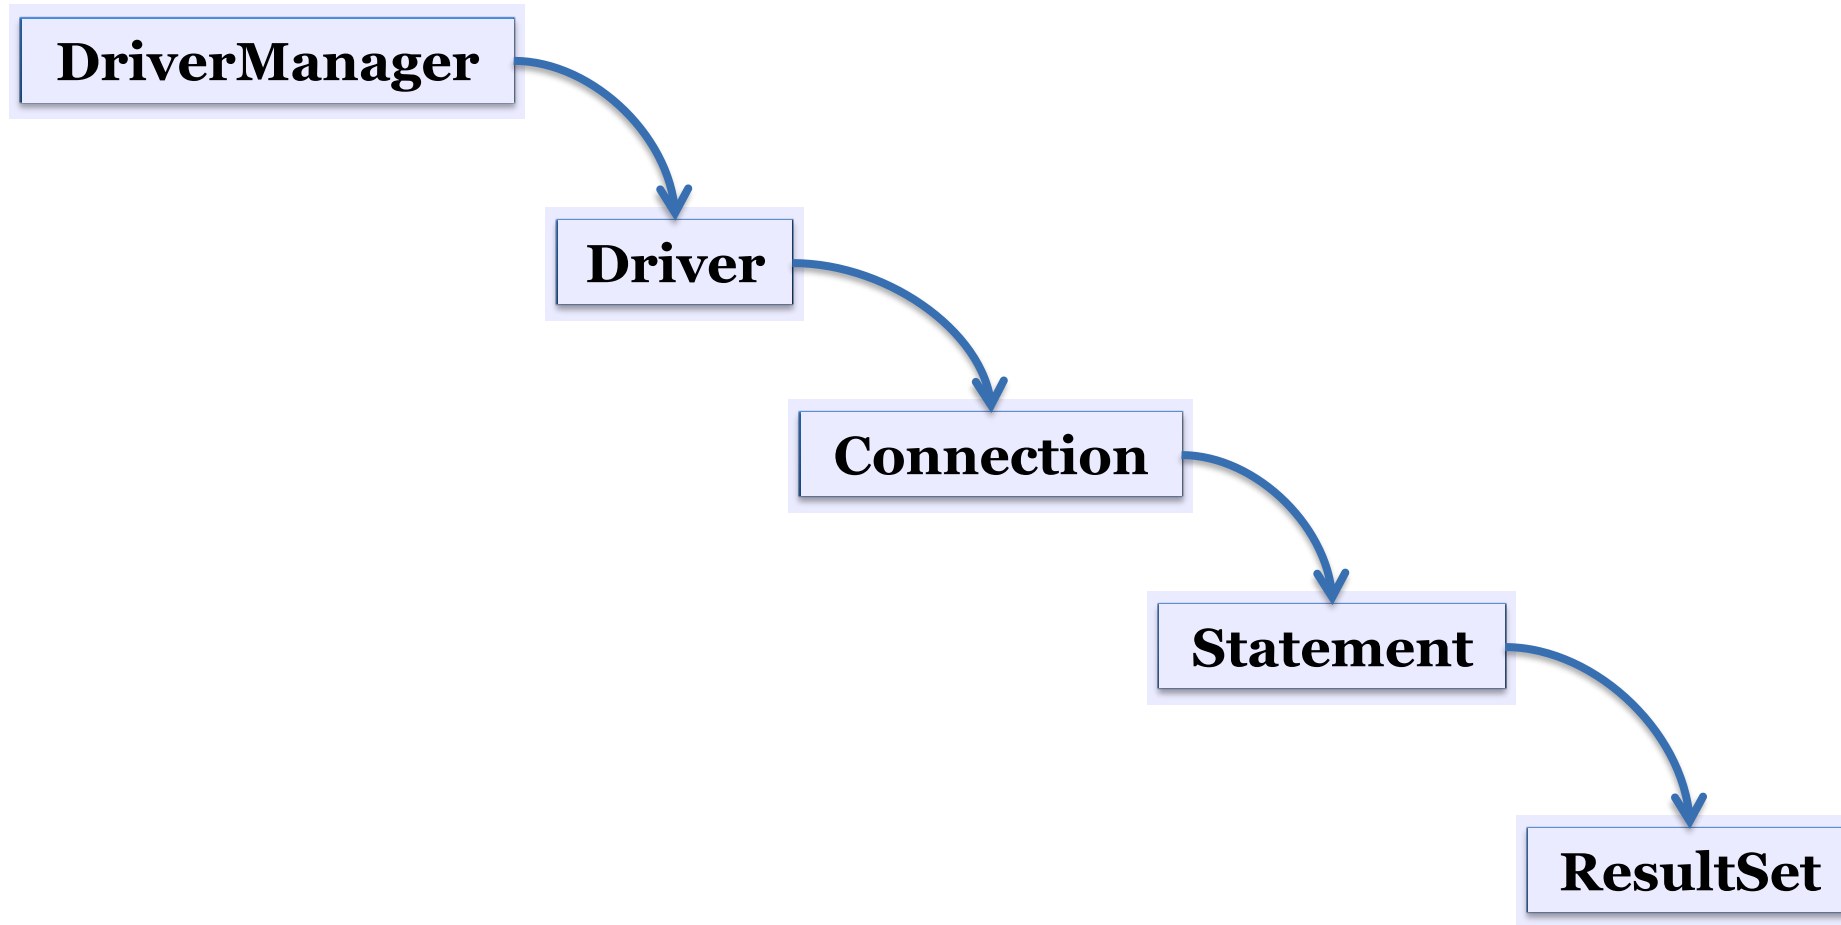 DriverManager
Driver
Connection
Statement
ResultSet